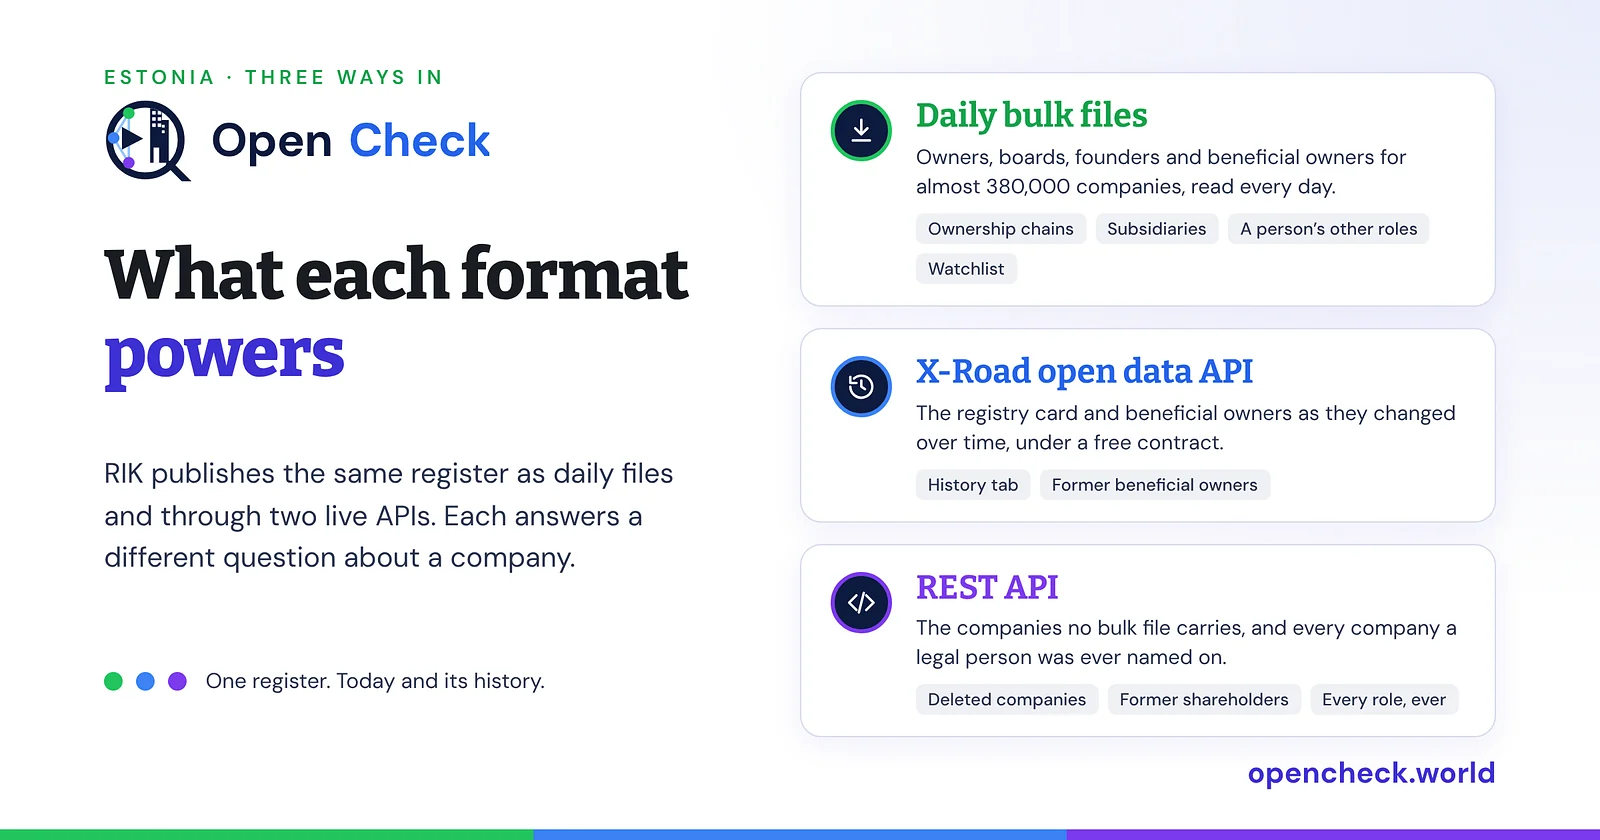 ESTONIA · THREE WAYS IN
Open Check
What each format
powers
RIK publishes the same register as daily files
and through two live APIs. Each answers a
different question about a company.
One register. Today and its history.
Daily bulk files
Owners, boards, founders and beneficial owners for
almost 380,000 companies, read every day.
Ownership chains
Subsidiaries
A person’s other roles
Watchlist
X-Road open data API
The registry card and beneficial owners as they changed
over time, under a free contract.
History tab
Former beneficial owners
REST API
The companies no bulk file carries, and every company a
legal person was ever named on.
Deleted companies
Former shareholders
Every role, ever
opencheck.world